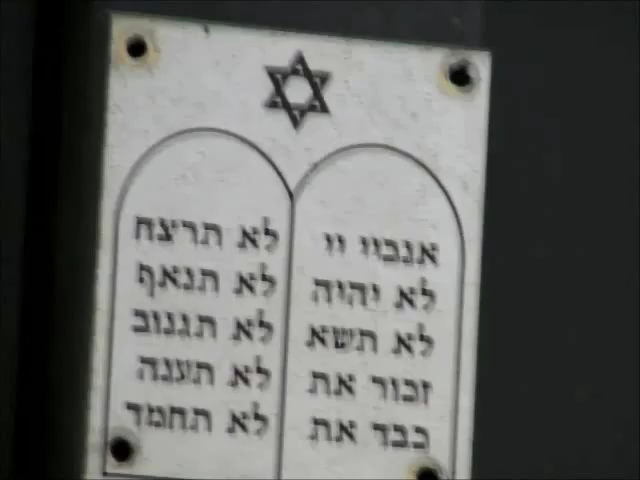 אנכיי יי
לא יהיה
לא תשא
זכור את
כבד את
לא תרצח
לא תנאף
לא תגנוב
לא תענה
לא תחמד